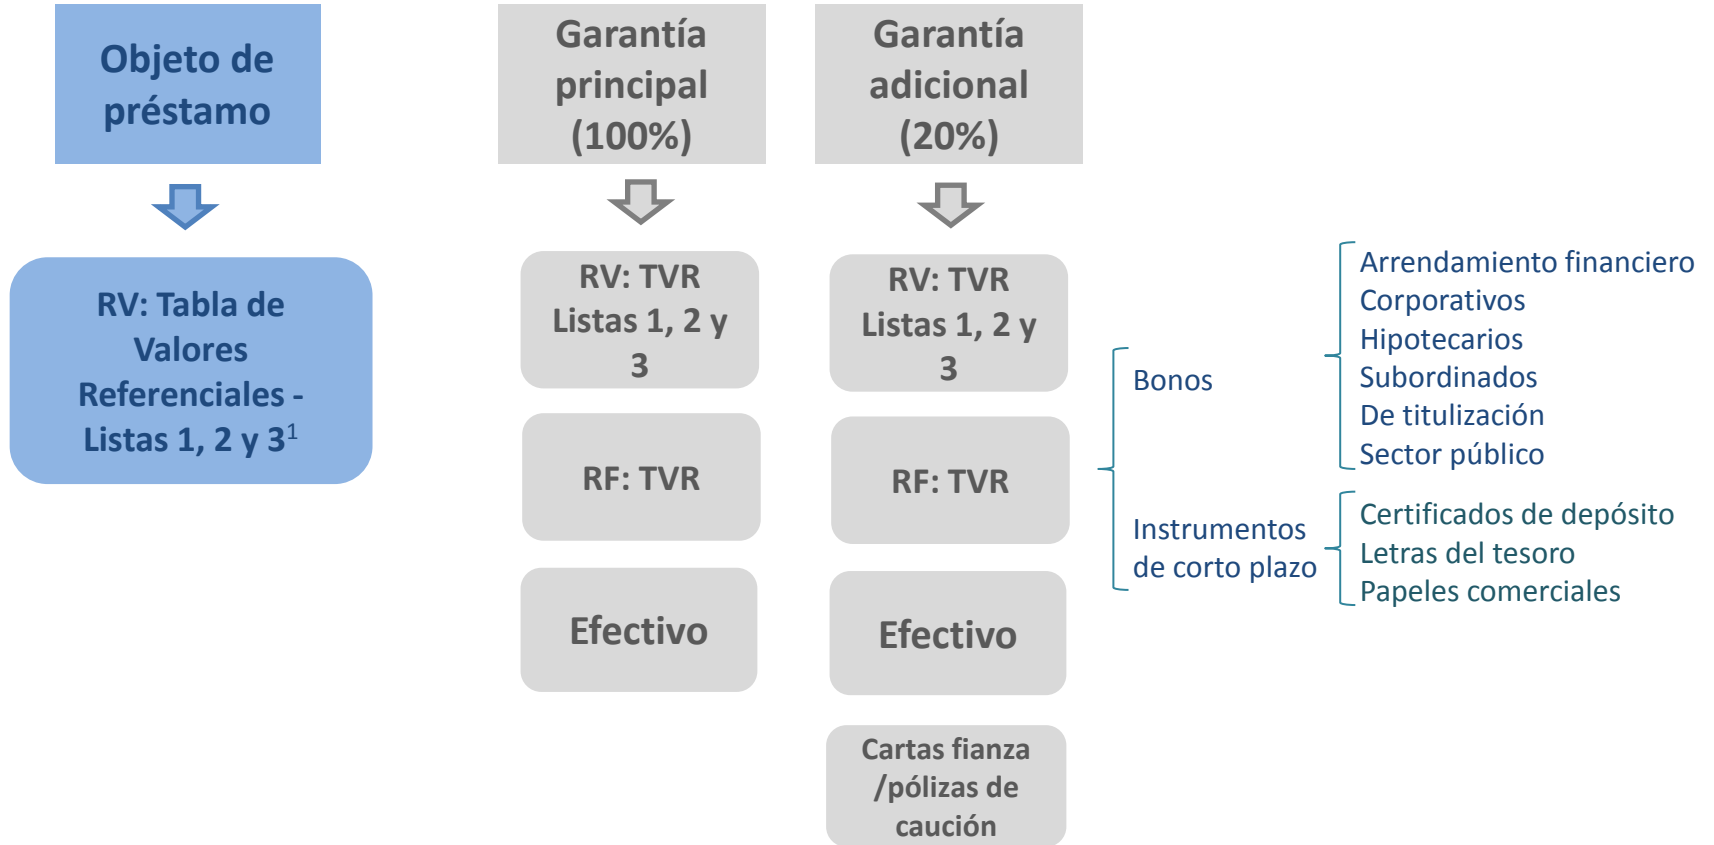 Objeto de
préstamo
RV: Tabla de
Valores
Referenciales -
Listas 1, 2 y 3¹
Garantía
principal
(100%)
RV: TVR
Listas 1, 2 y
3
RF: TVR
Efectivo
Garantía
adicional
(20%)
RV: TVR
Listas 1, 2 y
3
RF: TVR
Efectivo
Cartas fianza
/pólizas de
caución
Bonos
Arrendamiento financiero
Corporativos
Hipotecarios
Subordinados
De titulización
Sector público
Instrumentos
de corto plazo
Certificados de depósito
Letras del tesoro
Papeles comerciales